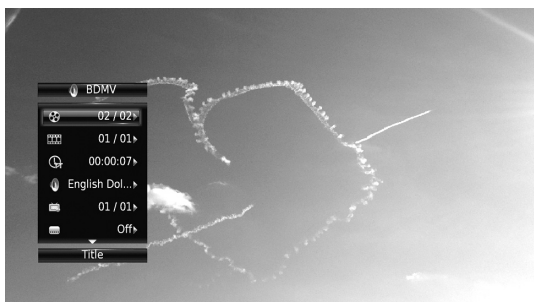 BDMV
02 / 02
01 / 01
00:00:07
English Dol...
01 / 01
Off
Title